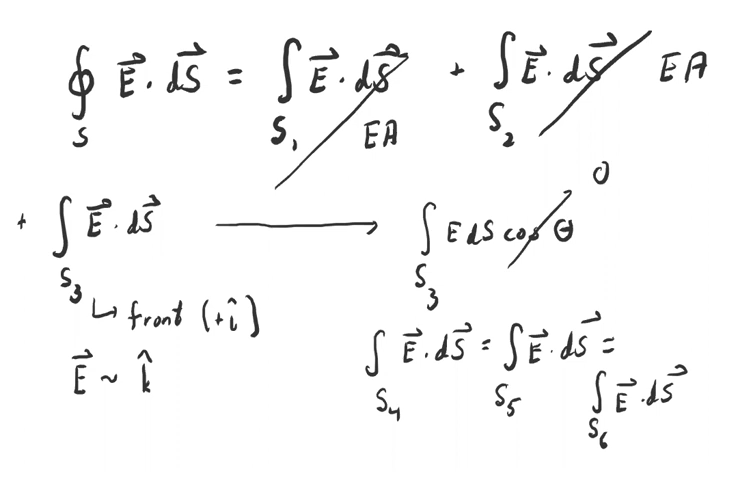 ∮_S E⃗ · dS⃗ = ∫_{S₁} E⃗ · dS⃗ EA + ∫_{S₂} E⃗ · dS⃗ EA
+ ∫_{S₃} E⃗ · dS⃗ → ∫_{S₃} E dS cos θ 0
↳ front (+î)
E⃗ ~ k̂
∫_{S₄} E⃗ · dS⃗ = ∫_{S₅} E⃗ · dS⃗ =
∫_{S₆} E⃗ · dS⃗